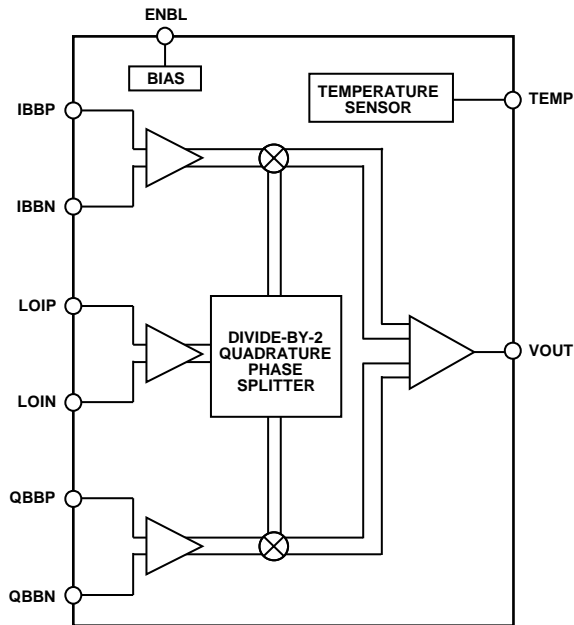 ENBL
BIAS
TEMPERATURE
SENSOR
TEMP
IBBP
IBBN
LOIP
DIVIDE-BY-2
QUADRATURE
PHASE
SPLITTER
VOUT
LOIN
QBBP
QBBN